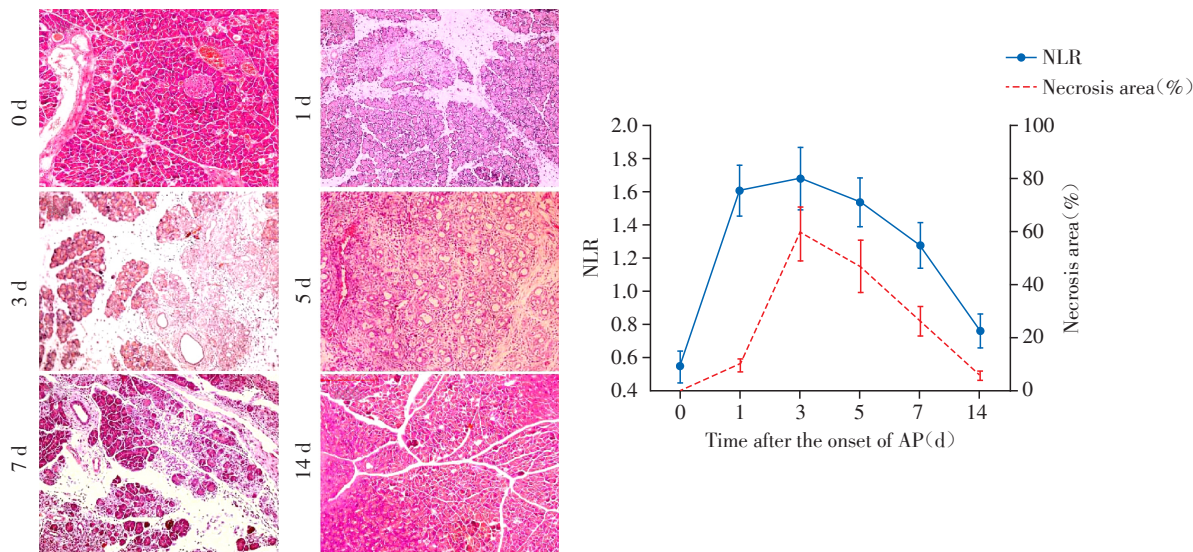 0 d
1 d
3 d
5 d
7 d
14 d
NLR
Necrosis area(%)
2.0
1.8
1.6
1.4
1.2
1.0
0.8
0.6
0.4
NLR
100
80
60
40
20
0
Necrosis area(%)
0 1 3 5 7 14
Time after the onset of AP(d)